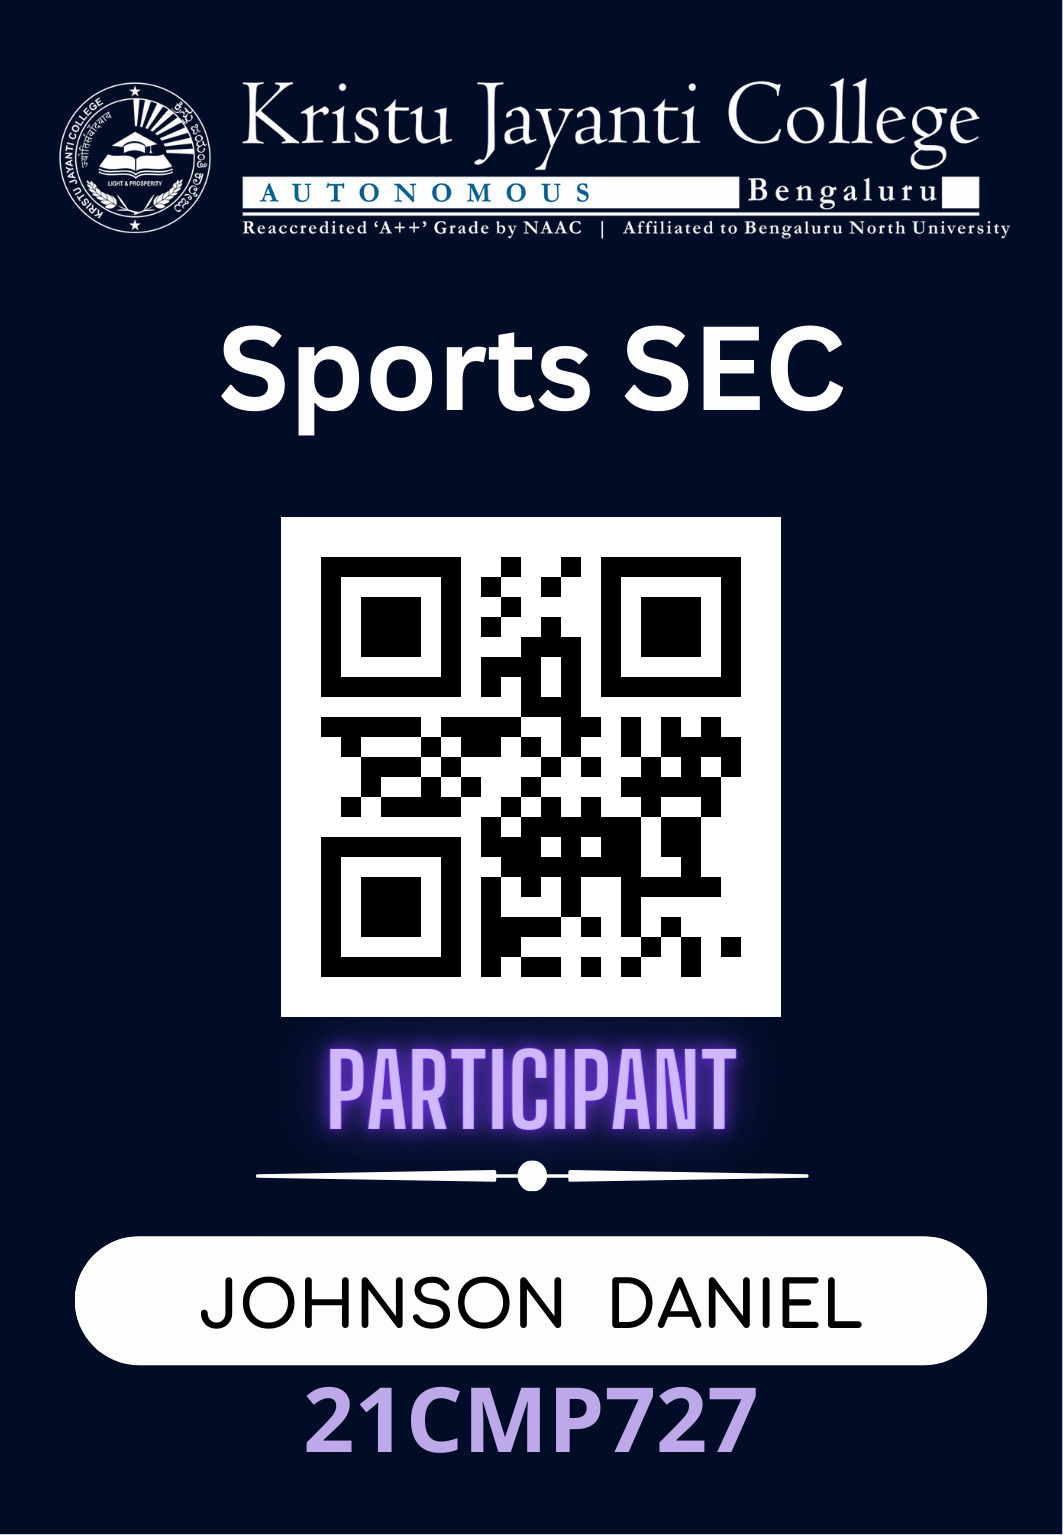 KRISTU JAYANTI COLLEGE
ज्योतिसंवादयाय
LIGHT & PROSPERITY
Kristu Jayanti College
AUTONOMOUS Bengaluru
Reaccredited ‘A++’ Grade by NAAC | Affiliated to Bengaluru North University
Sports SEC
PARTICIPANT
JOHNSON DANIEL
21CMP727